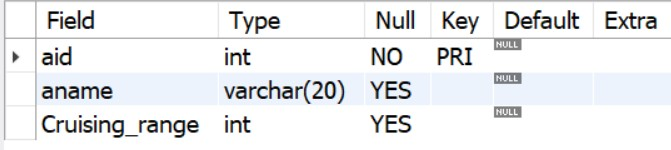 Field Type Null Key Default Extra
aid int NO PRI NULL
aname varchar(20) YES NULL
Cruising_range int YES NULL